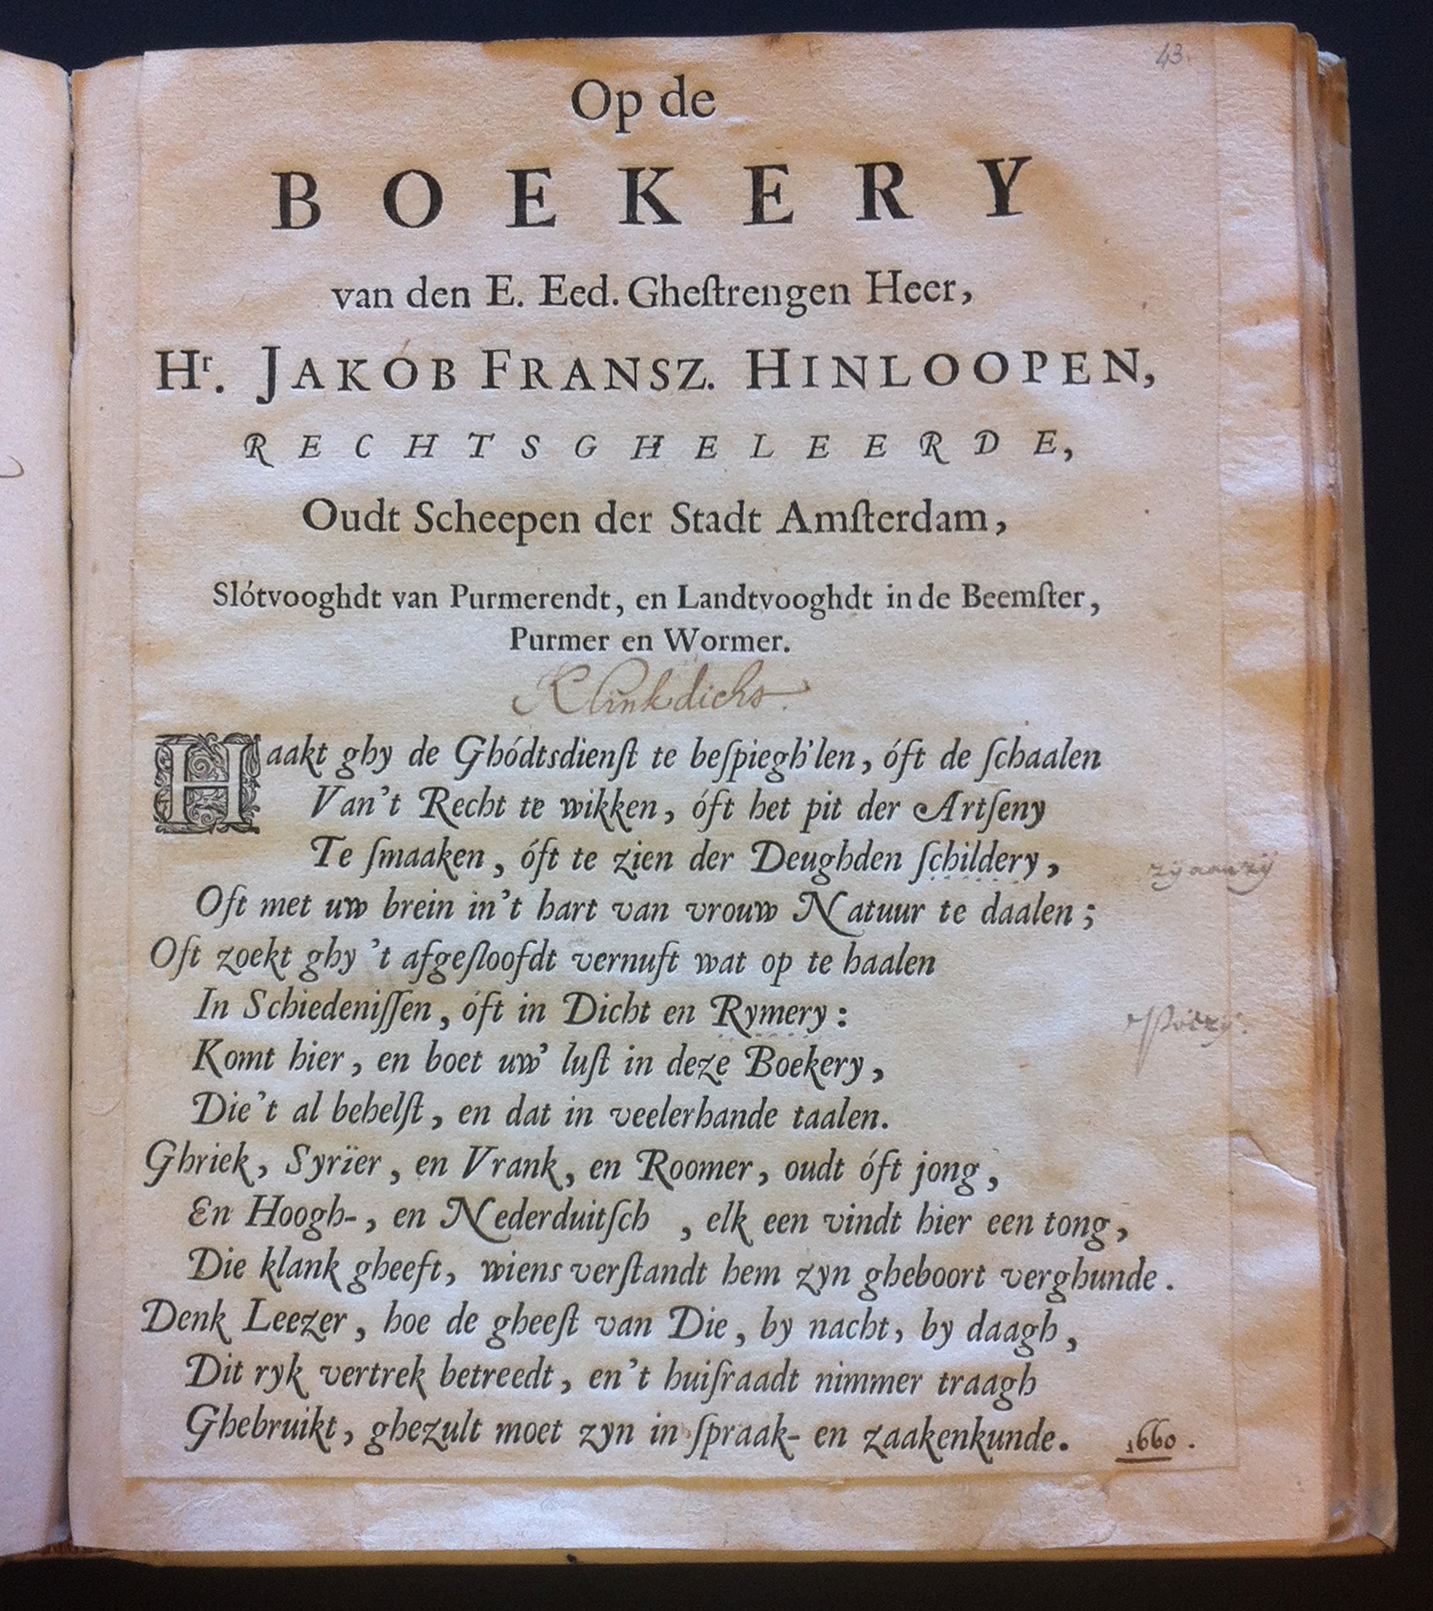 43.
Op de
BOEKERY
van den E. Eed. Gheſtrengen Heer,
Hr. JAKÓB FRANSZ. HINLOOPEN,
RECHTSGHELEERDE,
Oudt Scheepen der Stadt Amſterdam,
Slótvooghdt van Purmerendt, en Landtvooghdt in de Beemſter,
Purmer en Wormer.
Klinkdicht.
Haakt ghy de Ghódtsdienſt te beſpiegh'len, óft de ſchaalen
Van't Recht te wikken, óft het pit der Artſeny
Te ſmaaken, óft te zien der Deughden ſchildery,
zy aan zy
Oft met uw brein in't hart van vrouw Natuur te daalen;
Oft zoekt ghy 't afgeſloofdt vernuft wat op te haalen
In Schiedeniſſen, óft in Dicht en Rymery:
Poëzy.
Komt hier, en boet uw' luſt in deze Boekery,
Die't al behelſt, en dat in veelerhande taalen.
Ghriek, Syrïer, en Vrank, en Roomer, oudt óft jong,
En Hoogh-, en Nederduitſch , elk een vindt hier een tong,
Die klank gheeft, wiens verſtandt hem zyn gheboort verghunde.
Denk Leezer, hoe de gheeſt van Die, by nacht, by daagh,
Dit ryk vertrek betreedt, en't huiſraadt nimmer traagh
Ghebruikt, ghezult moet zyn in ſpraak- en zaakenkunde.
1660.